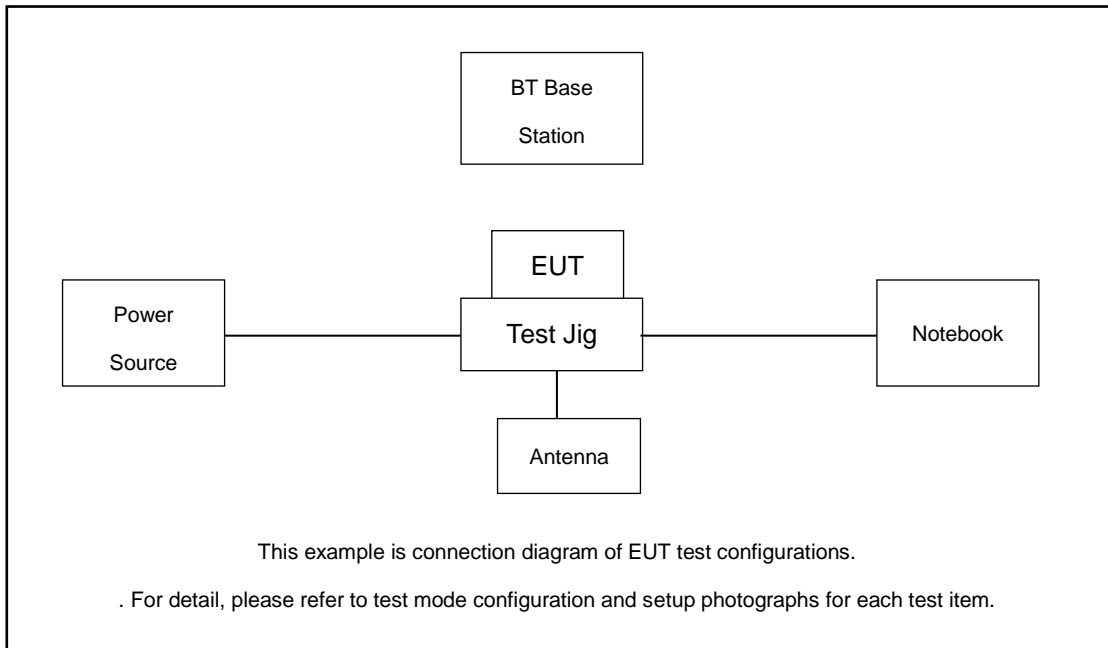 BT Base
Station
EUT
Power
Source
Test Jig
Notebook
Antenna
This example is connection diagram of EUT test configurations.
. For detail, please refer to test mode configuration and setup photographs for each test item.